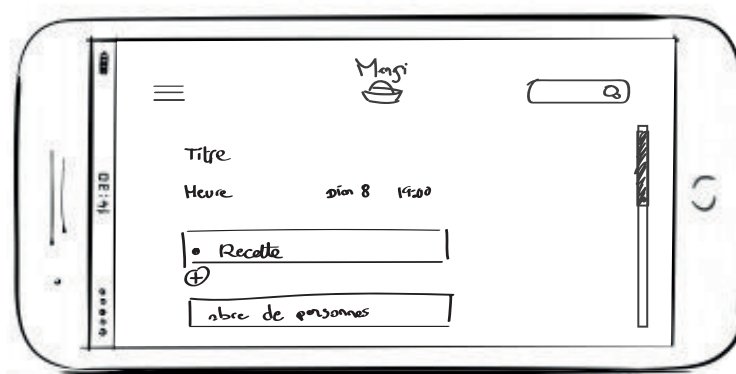 14:30
Mangi
Titre
Heure Dim 8 19:00
• Recette
+
nbre de personnes